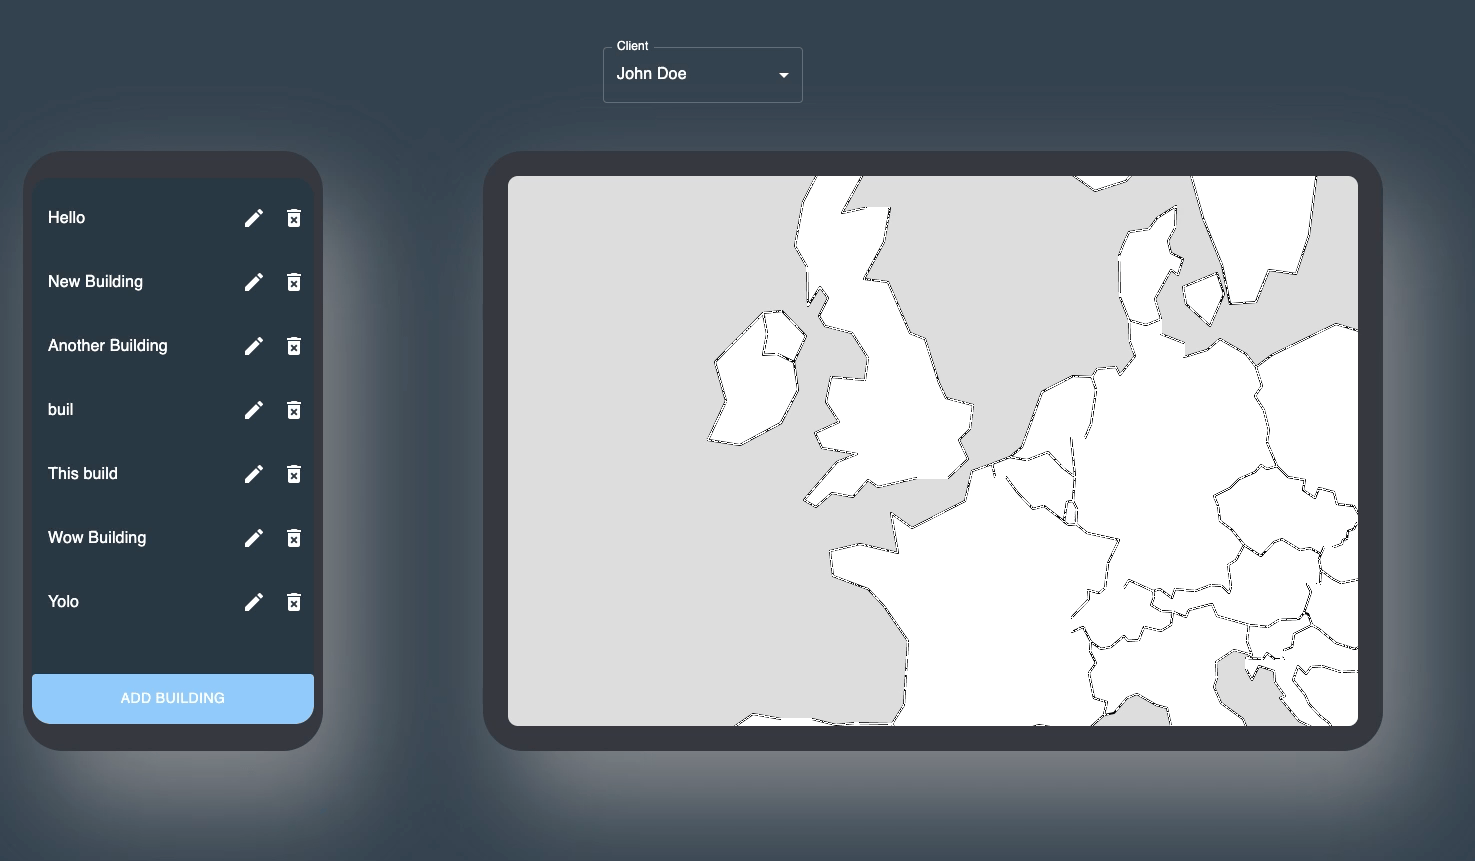 Client
John Doe
Hello
New Building
Another Building
buil
This build
Wow Building
Yolo
ADD BUILDING